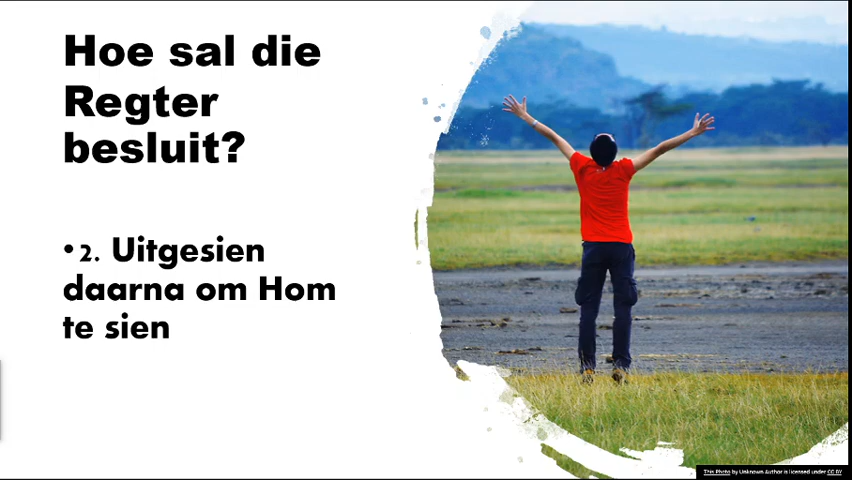 Hoe sal die
Regter
besluit?
•2. Uitgesien
daarna om Hom
te sien
This Photo by Unknown Author is licensed under CC BY